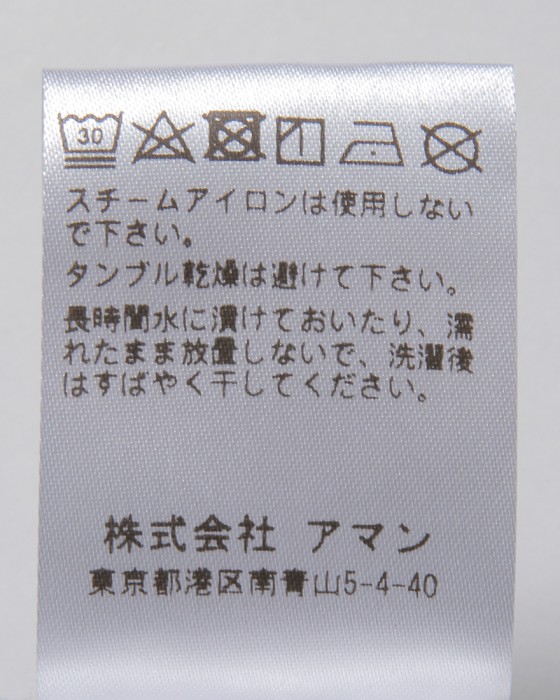 30
スチームアイロンは使用しない
で下さい。
タンブル乾燥は避けて下さい。
長時間水に漬けておいたり、濡
れたまま放置しないで、洗濯後
はすばやく干してください。
株式会社 アマン
東京都港区南青山5-4-40